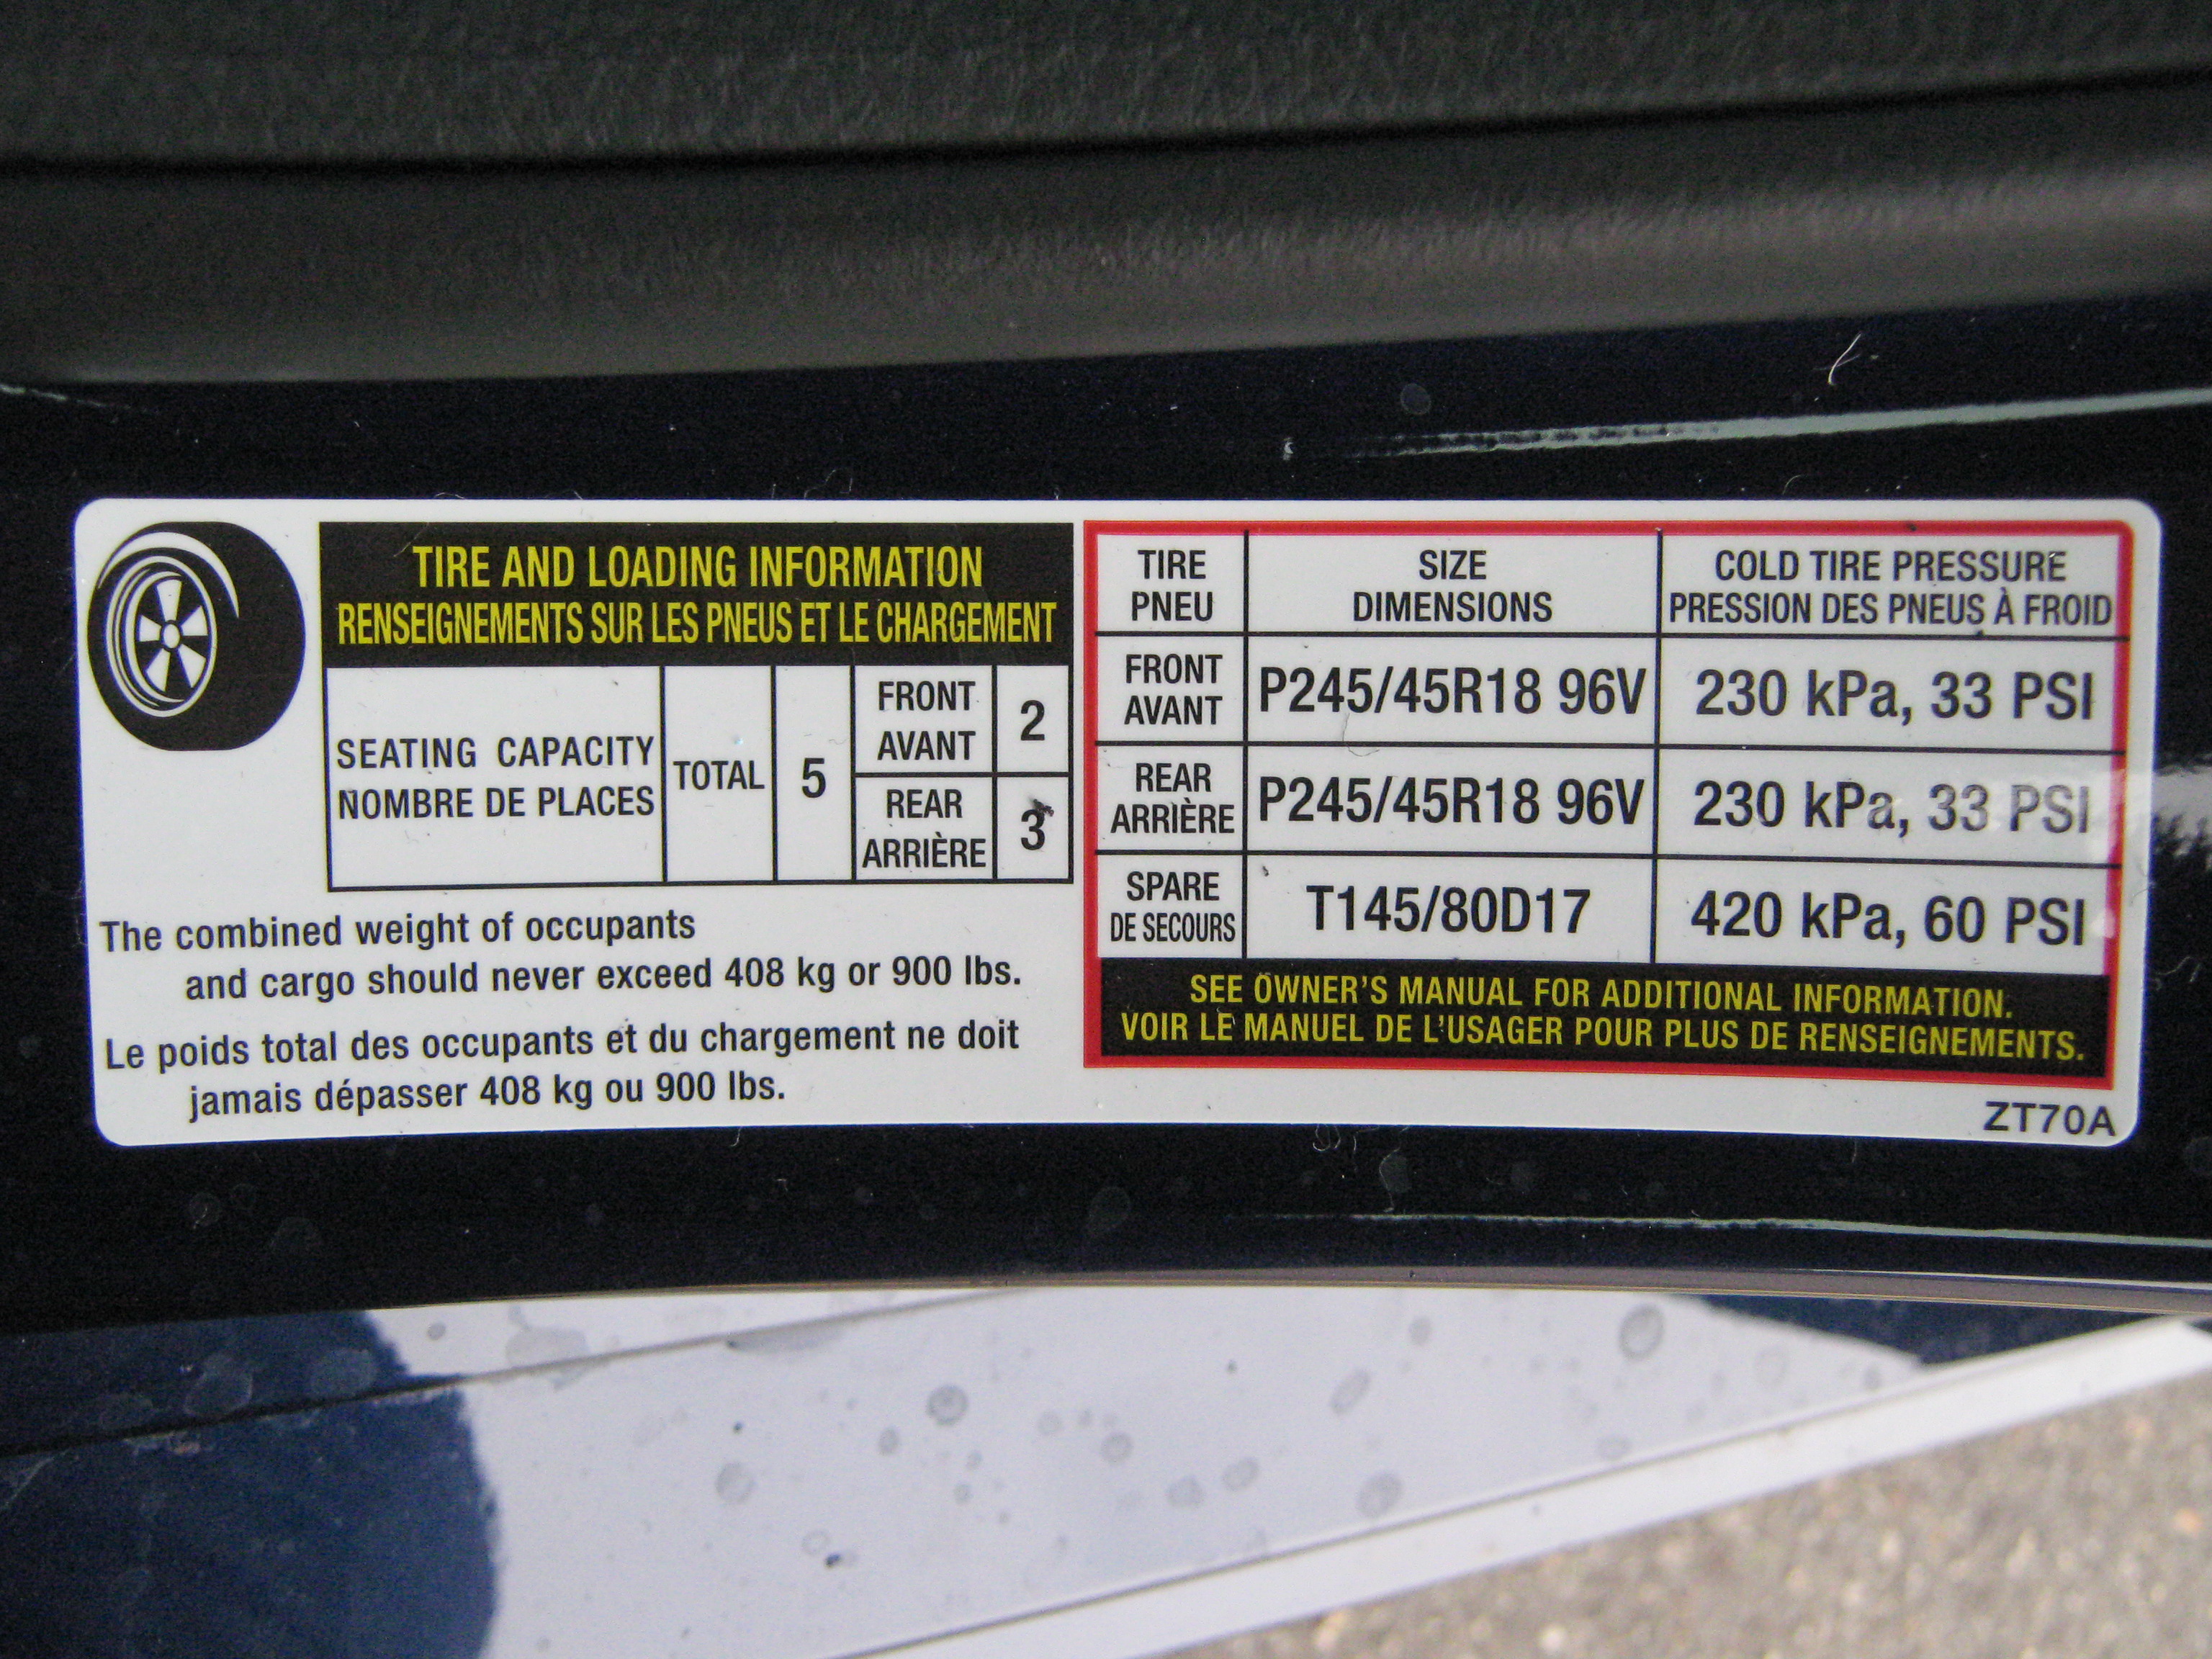 TIRE AND LOADING INFORMATION
RENSEIGNEMENTS SUR LES PNEUS ET LE CHARGEMENT
SEATING CAPACITY
NOMBRE DE PLACES
TOTAL
5
FRONT
AVANT
2
REAR
ARRIÈRE
3
The combined weight of occupants
and cargo should never exceed 408 kg or 900 lbs.
Le poids total des occupants et du chargement ne doit
jamais dépasser 408 kg ou 900 lbs.
TIRE
PNEU
SIZE
DIMENSIONS
COLD TIRE PRESSURE
PRESSION DES PNEUS À FROID
FRONT
AVANT
P245/45R18 96V
230 kPa, 33 PSI
REAR
ARRIÈRE
P245/45R18 96V
230 kPa, 33 PSI
SPARE
DE SECOURS
T145/80D17
420 kPa, 60 PSI
SEE OWNER'S MANUAL FOR ADDITIONAL INFORMATION.
VOIR LE MANUEL DE L'USAGER POUR PLUS DE RENSEIGNEMENTS.
ZT70A